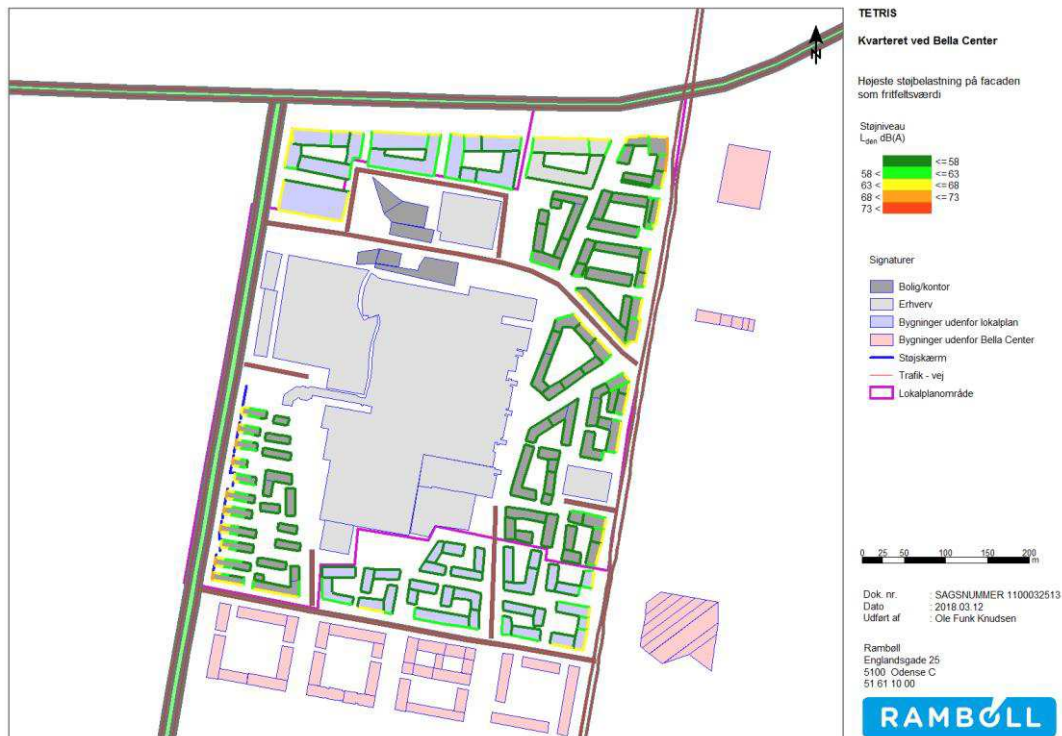 TETRIS
Kvarteret ved Bella Center
Højeste støjbelastning på facaden
som fritfeltsværdi
Støjniveau
Lden dB(A)
<= 58
58 < <= 63
63 < <= 68
68 < <= 73
73 <
Signaturer
Bolig/kontor
Erhverv
Bygninger udenfor lokalplan
Bygninger udenfor Bella Center
Støjskærm
Trafik - vej
Lokalplanområde
N
0 25 50 100 150 200
m
Dok. nr. : SAGSNUMMER 1100032513
Dato : 2018.03.12
Udført af : Ole Funk Knudsen
Rambøll
Englandsgade 25
5100 Odense C
51 61 10 00
RAMBOLL